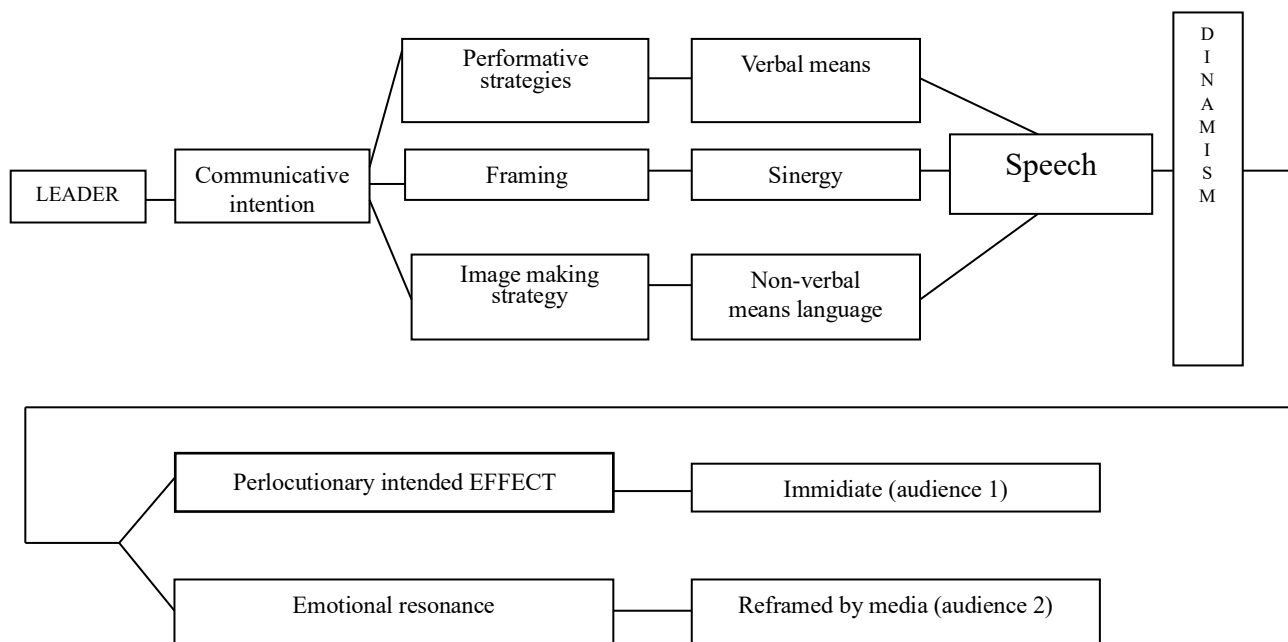 LEADER
Communicative
intention
Performative
strategies
Verbal means
Framing
Sinergy
Image making
strategy
Non-verbal
means language
Speech
D
I
N
A
M
I
S
M
Perlocutionary intended EFFECT
Immidiate (audience 1)
Emotional resonance
Reframed by media (audience 2)